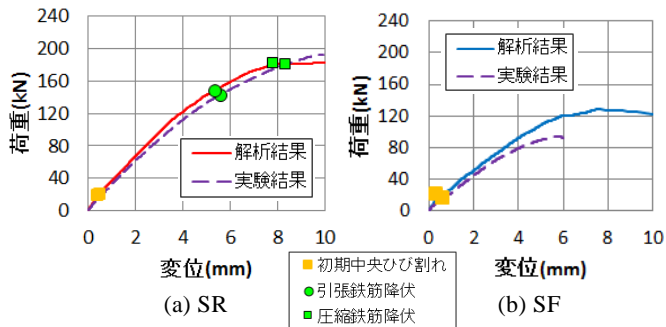 240
200
160
120
80
40
0
荷重(kN)
解析結果
実験結果
0 2 4 6 8 10
変位(mm)
(a) SR
240
200
160
120
80
40
0
荷重(kN)
解析結果
実験結果
0 2 4 6 8 10
変位(mm)
(b) SF
初期中央ひび割れ
引張鉄筋降伏
圧縮鉄筋降伏